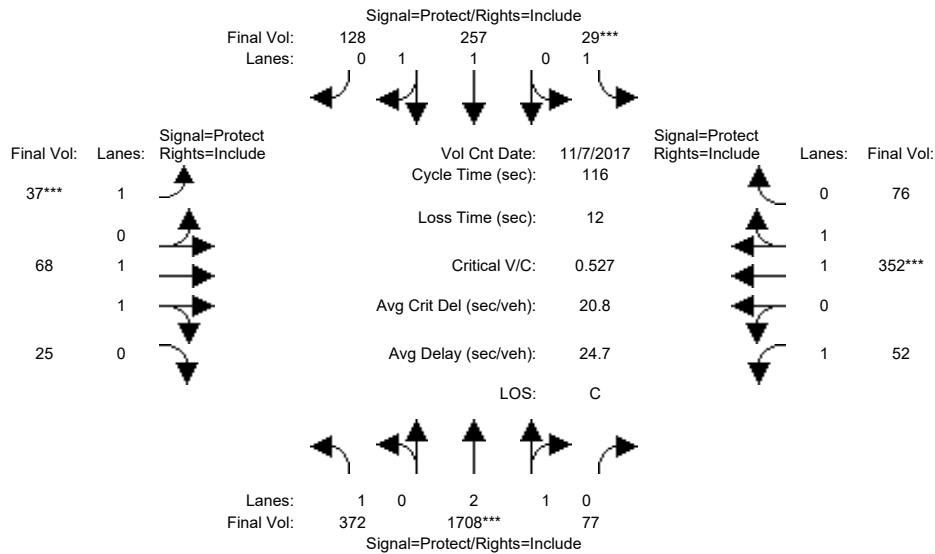 Signal=Protect/Rights=Include
Final Vol: 128 257 29***
Lanes: 0 1 1 0 1
Signal=Protect
Final Vol: Lanes: Rights=Include
Vol Cnt Date: 11/7/2017
Signal=Protect
Rights=Include Lanes: Final Vol:
Cycle Time (sec): 116
37*** 1
0 76
Loss Time (sec): 12
0
1
68 1
Critical V/C: 0.527
1 352***
1
Avg Crit Del (sec/veh): 20.8
0
25 0
Avg Delay (sec/veh): 24.7
1 52
LOS: C
Lanes: 1 0 2 1 0
Final Vol: 372 1708*** 77
Signal=Protect/Rights=Include